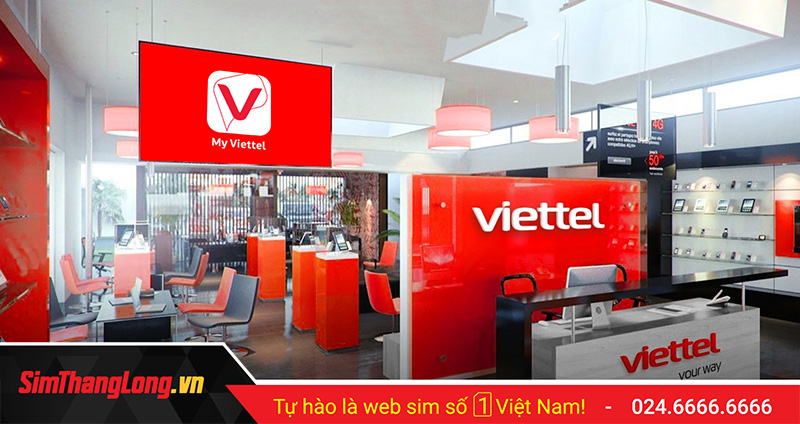 My Viettel
4G
50
viettel
viettel
your way
SimThangLong.vn
Tự hào là web sim số 1 Việt Nam! - 024.6666.6666